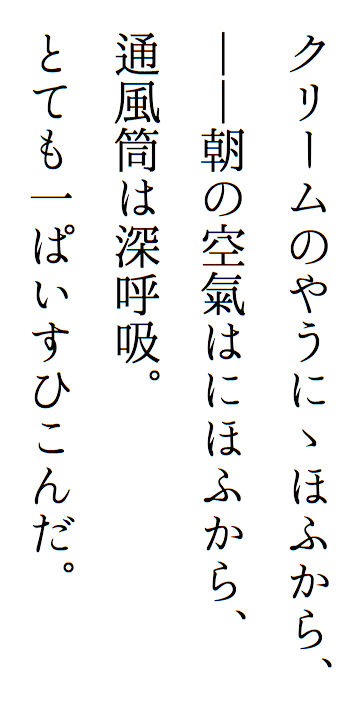 クリームのやうにヽほふから、
――朝の空氣はにほふから、
通風筒は深呼吸。
とても一ぱいすひこんだ。